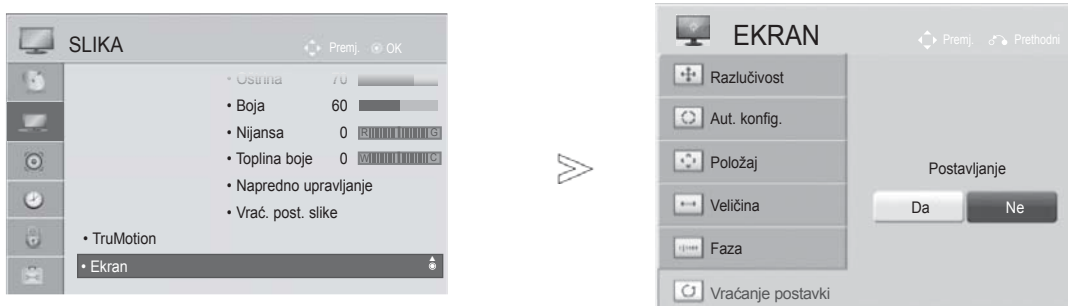 SLIKA
Premj. OK
• Oštrina 70
• Boja 60
• Nijansa 0 R G
• Toplina boje 0 W C
• Napredno upravljanje
• Vrać. post. slike
• TruMotion
• Ekran
EKRAN
Premj. Prethodni
Razlučivost
Aut. konfig.
Položaj
Veličina
Faza
Vraćanje postavki
Postavljanje
Da Ne